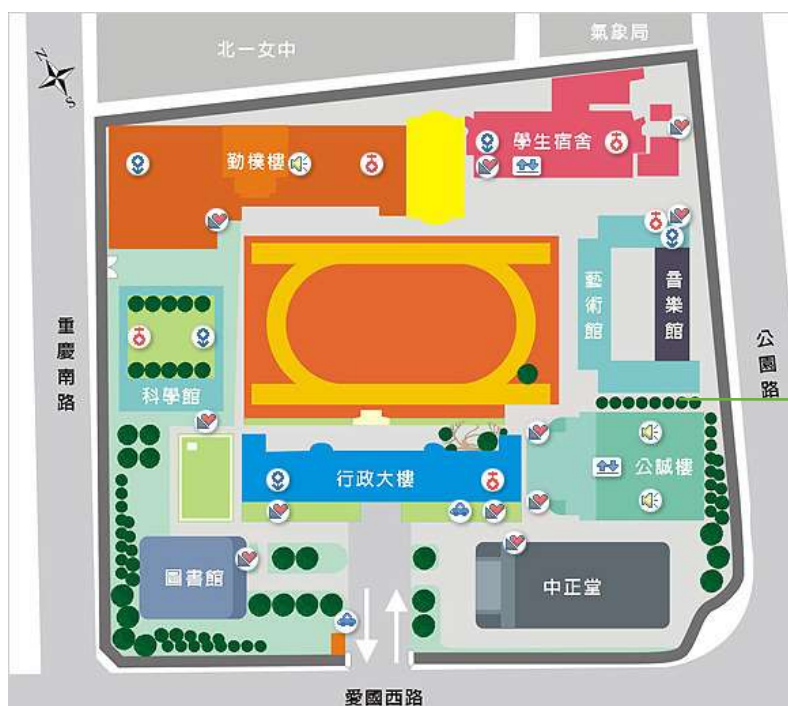 北一女中
氣象局
N
S
勤樸樓
學生宿舍
藝術館
音樂館
重慶南路
公園路
科學館
行政大樓
公誠樓
圖書館
中正堂
愛國西路